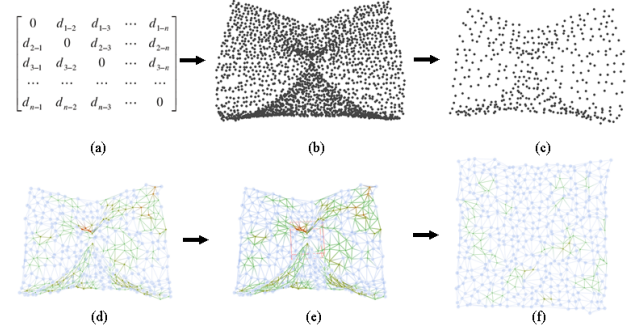 0 d1−2 d1−3 ⋯ d1−n
d2−1 0 d2−3 ⋯ d2−n
d3−1 d3−2 0 ⋯ d3−n
⋯ ⋯ ⋯ ⋯ ⋯
dn−1 dn−2 dn−3 ⋯ 0
(a) (b) (c)
(d) (e) (f)